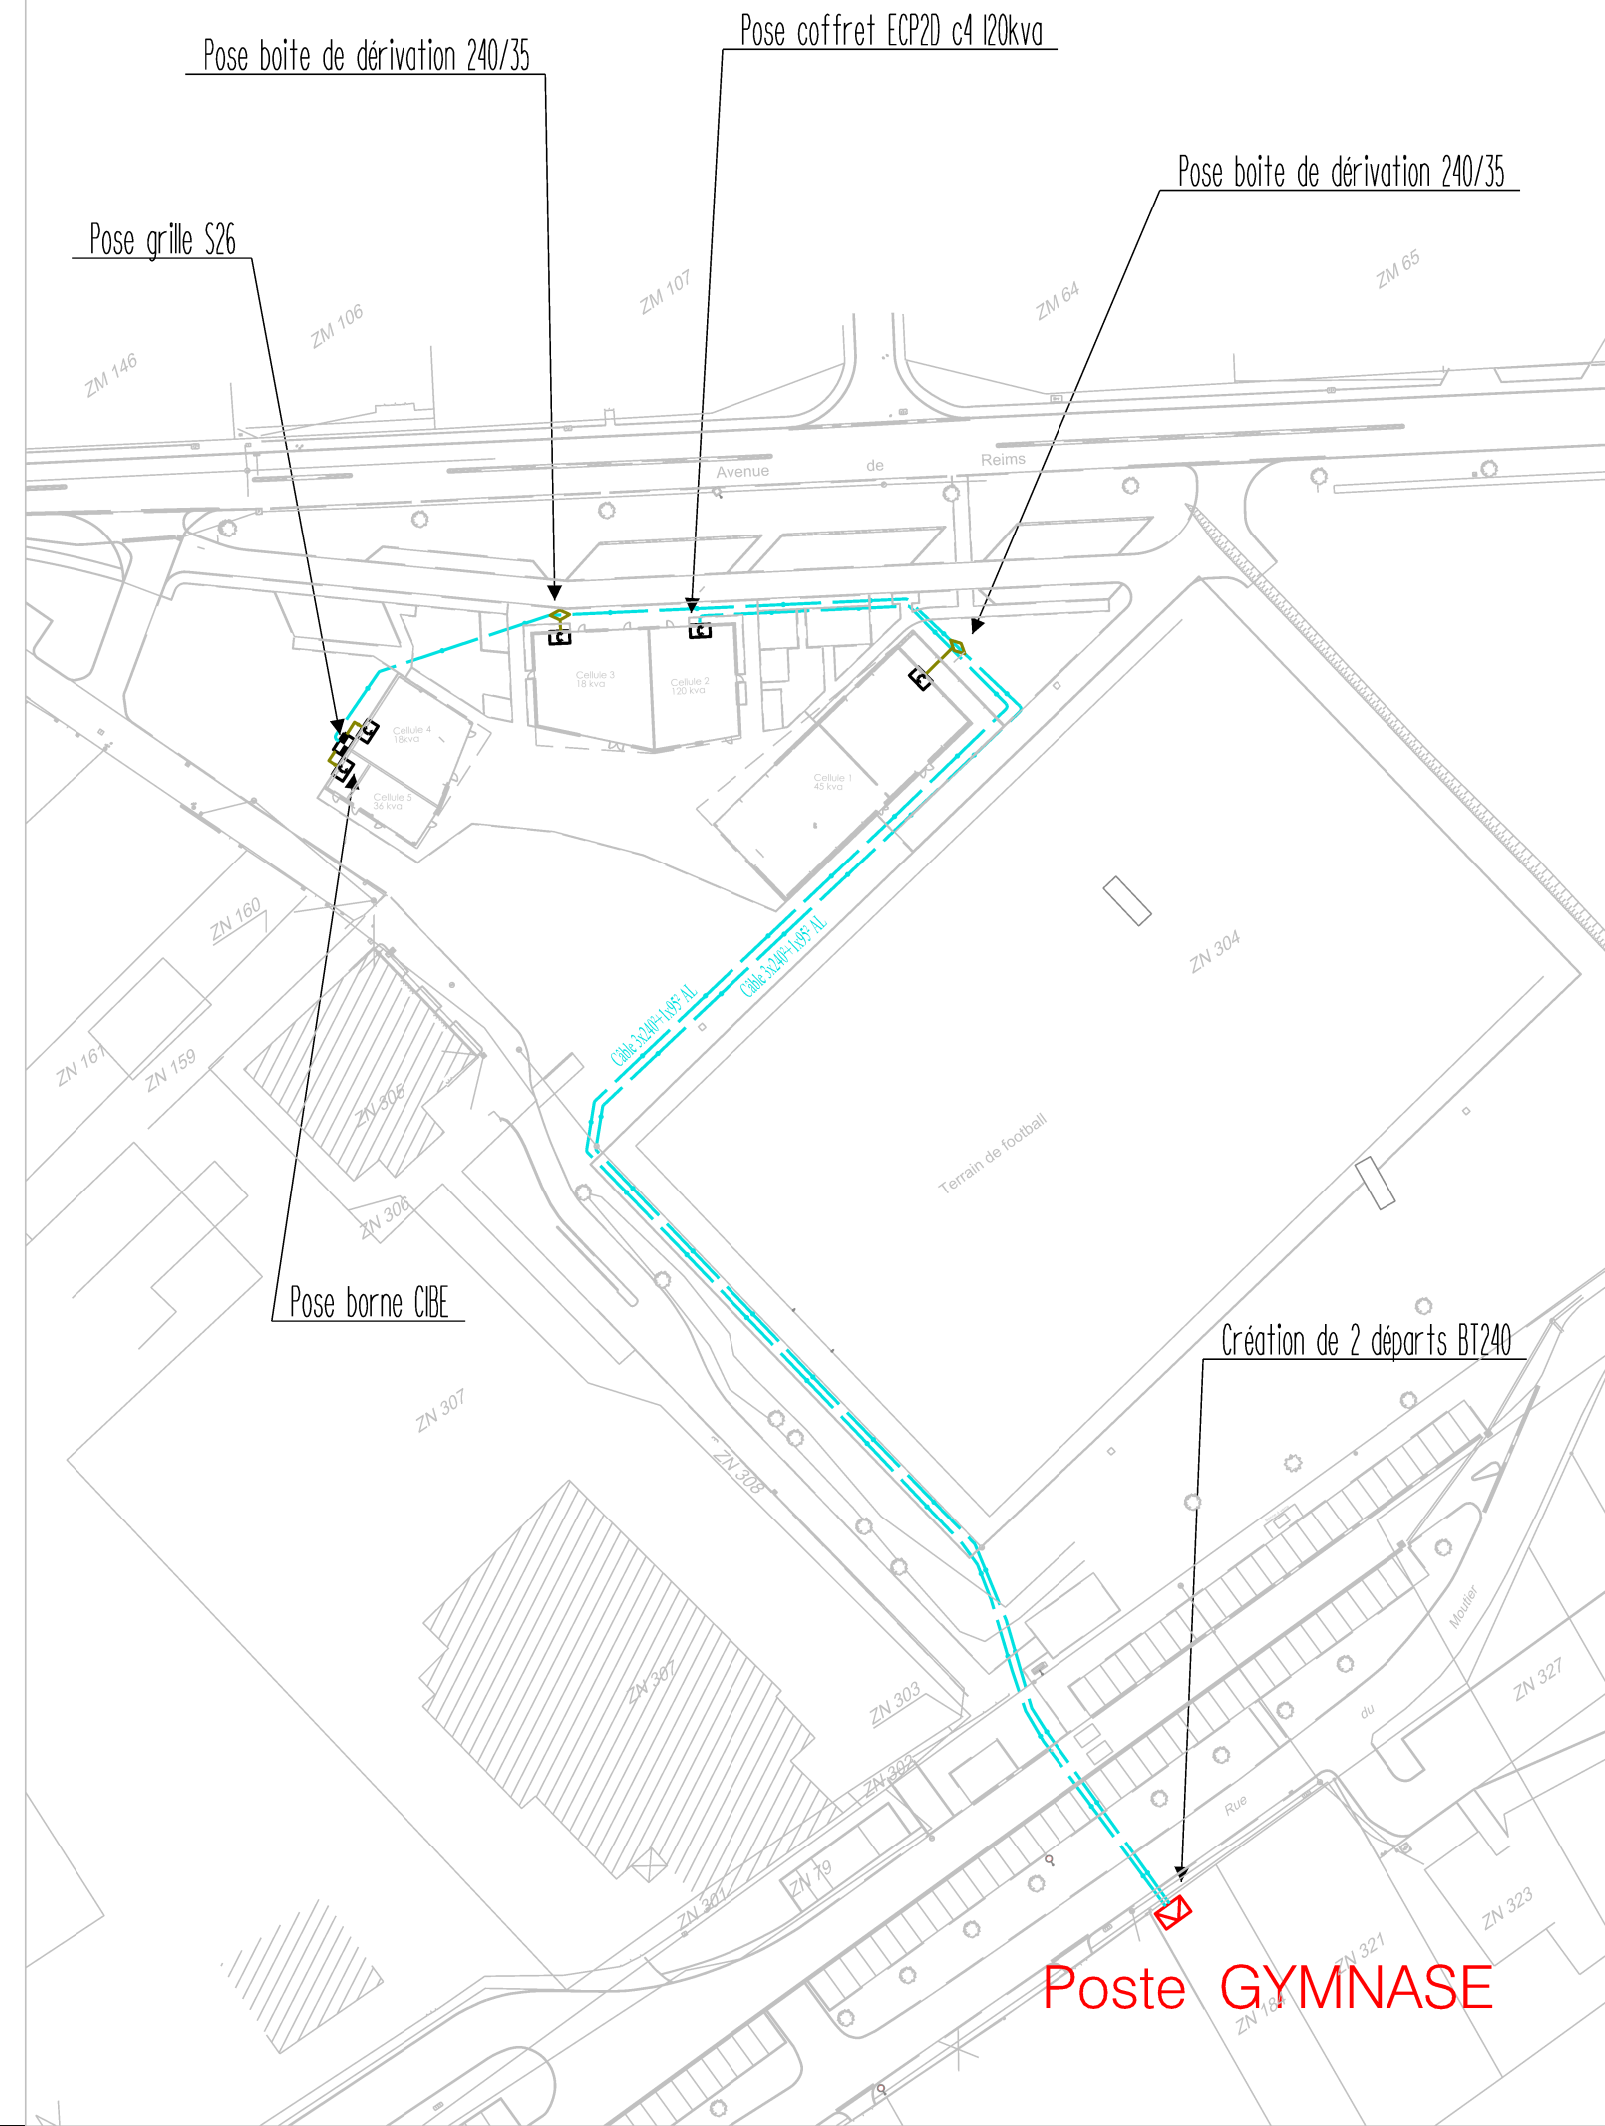 Pose coffret ECP2D c4 120kva
Pose boite de dérivation 240/35
Pose boite de dérivation 240/35
Pose grille S26
ZM 65
ZM 107
ZM 64
ZM 106
ZM 146
Avenue de Reims
Cellule 3
18 kva
Cellule 2
120 kva
Cellule 4
18kva
Cellule 1
45 kva
Cellule 5
36 kva
ZN 160
ZN 304
Câble 3x240²+1x95² AL
Câble 3x240²+1x95² AL
ZN 161
ZN 159
ZN 305
Terrain de football
ZN 306
Pose borne CIBE
Création de 2 départs BT240
ZN 307
ZN 308
ZN 307
ZN 303
ZN 302
ZN 79
ZN 301
Rue du Moutier
ZN 327
ZN 323
ZN 321
Poste GYMNASE
ZN 184